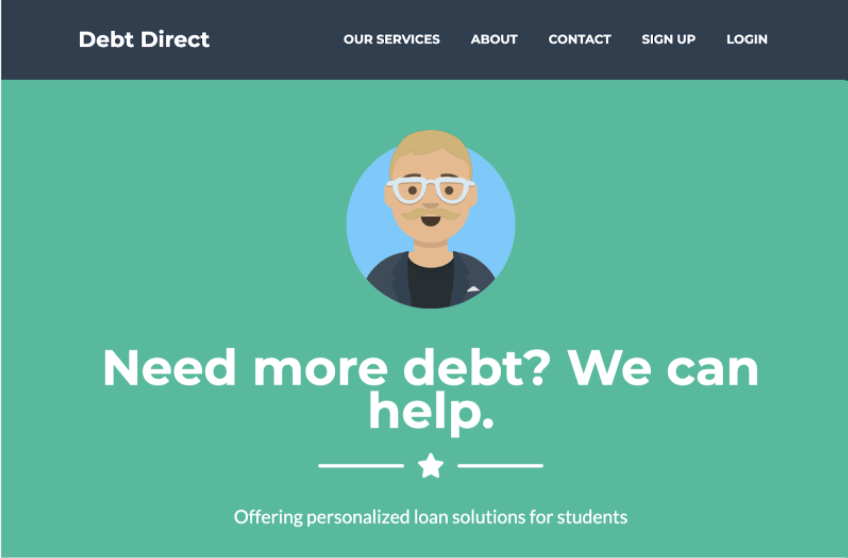 Debt Direct
OUR SERVICES ABOUT CONTACT SIGN UP LOGIN
Need more debt? We can
help.
Offering personalized loan solutions for students